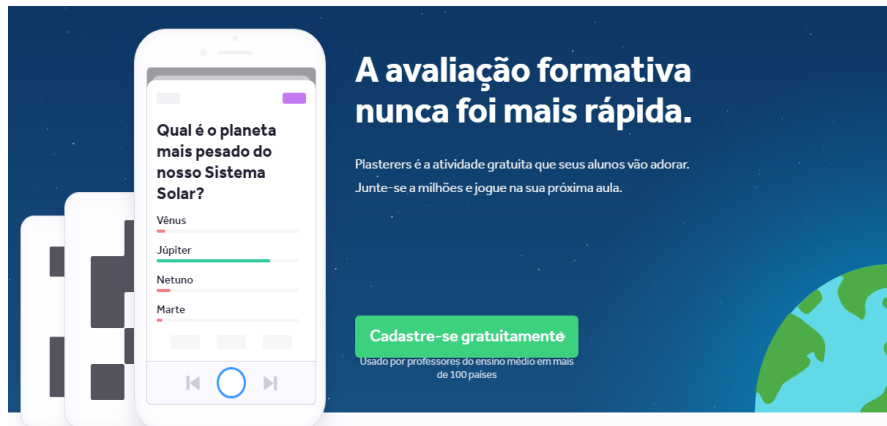 Qual é o planeta
mais pesado do
nosso Sistema
Solar?
Vênus
Júpiter
Netuno
Marte
A avaliação formativa
nunca foi mais rápida.
Plasterers é a atividade gratuita que seus alunos vão adorar.
Junte-se a milhões e jogue na sua próxima aula.
Cadastre-se gratuitamente
Usado por professores do ensino médio em mais
de 100 países